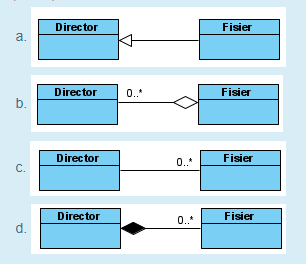 a. Director Fisier
b. Director 0..* Fisier
c. Director 0..* Fisier
d. Director 0..* Fisier